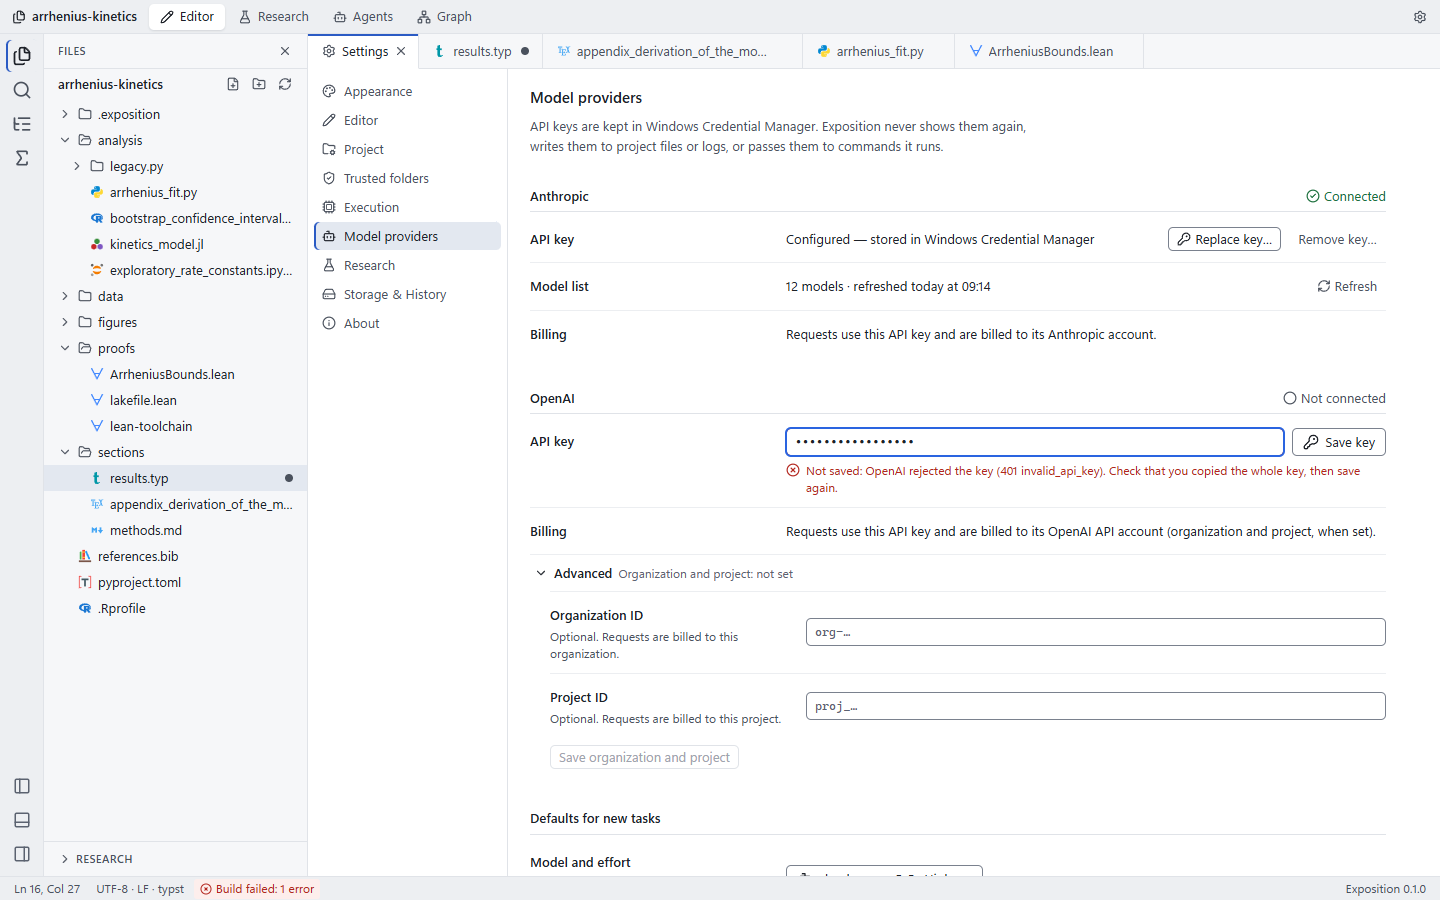 arrhenius-kinetics
Editor
Research
Agents
Graph
FILES
Settings
results.typ
appendix_derivation_of_the_mo...
arrhenius_fit.py
ArrheniusBounds.lean
arrhenius-kinetics
.exposition
analysis
legacy.py
arrhenius_fit.py
bootstrap_confidence_interval...
kinetics_model.jl
exploratory_rate_constants.ipy...
data
figures
proofs
ArrheniusBounds.lean
lakefile.lean
lean-toolchain
sections
results.typ
appendix_derivation_of_the_m...
methods.md
references.bib
pyproject.toml
.Rprofile
RESEARCH
Appearance
Editor
Project
Trusted folders
Execution
Model providers
Research
Storage & History
About
Model providers
API keys are kept in Windows Credential Manager. Exposition never shows them again,
writes them to project files or logs, or passes them to commands it runs.
Anthropic
Connected
API key
Configured — stored in Windows Credential Manager
Replace key...
Remove key...
Model list
12 models · refreshed today at 09:14
Refresh
Billing
Requests use this API key and are billed to its Anthropic account.
OpenAI
Not connected
API key
•••••••••••••••••
Save key
Not saved: OpenAI rejected the key (401 invalid_api_key). Check that you copied the whole key, then save
again.
Billing
Requests use this API key and are billed to its OpenAI API account (organization and project, when set).
Advanced
Organization and project: not set
Organization ID
Optional. Requests are billed to this
organization.
org-…
Project ID
Optional. Requests are billed to this project.
proj_…
Save organization and project
Defaults for new tasks
Model and effort
Ln 16, Col 27
UTF-8 · LF · typst
Build failed: 1 error
Exposition 0.1.0